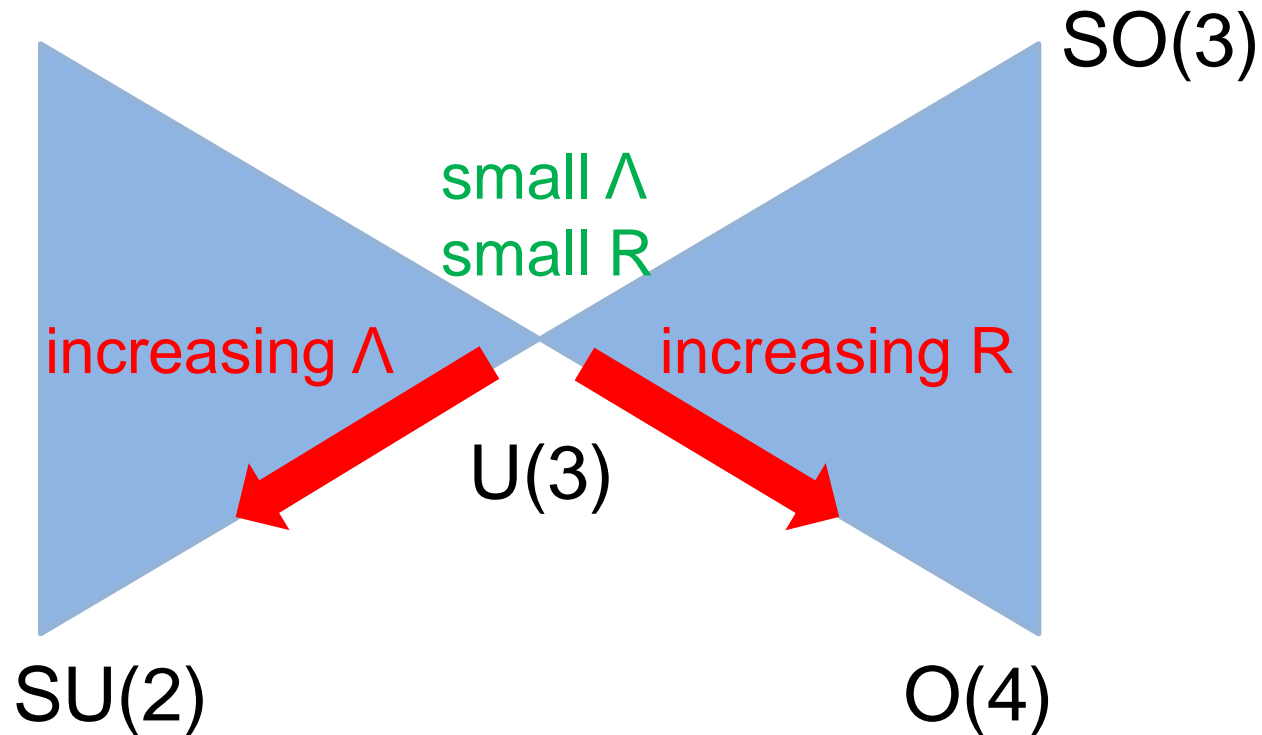 SO(3)
small Λ
small R
increasing Λ
increasing R
U(3)
SU(2)
O(4)